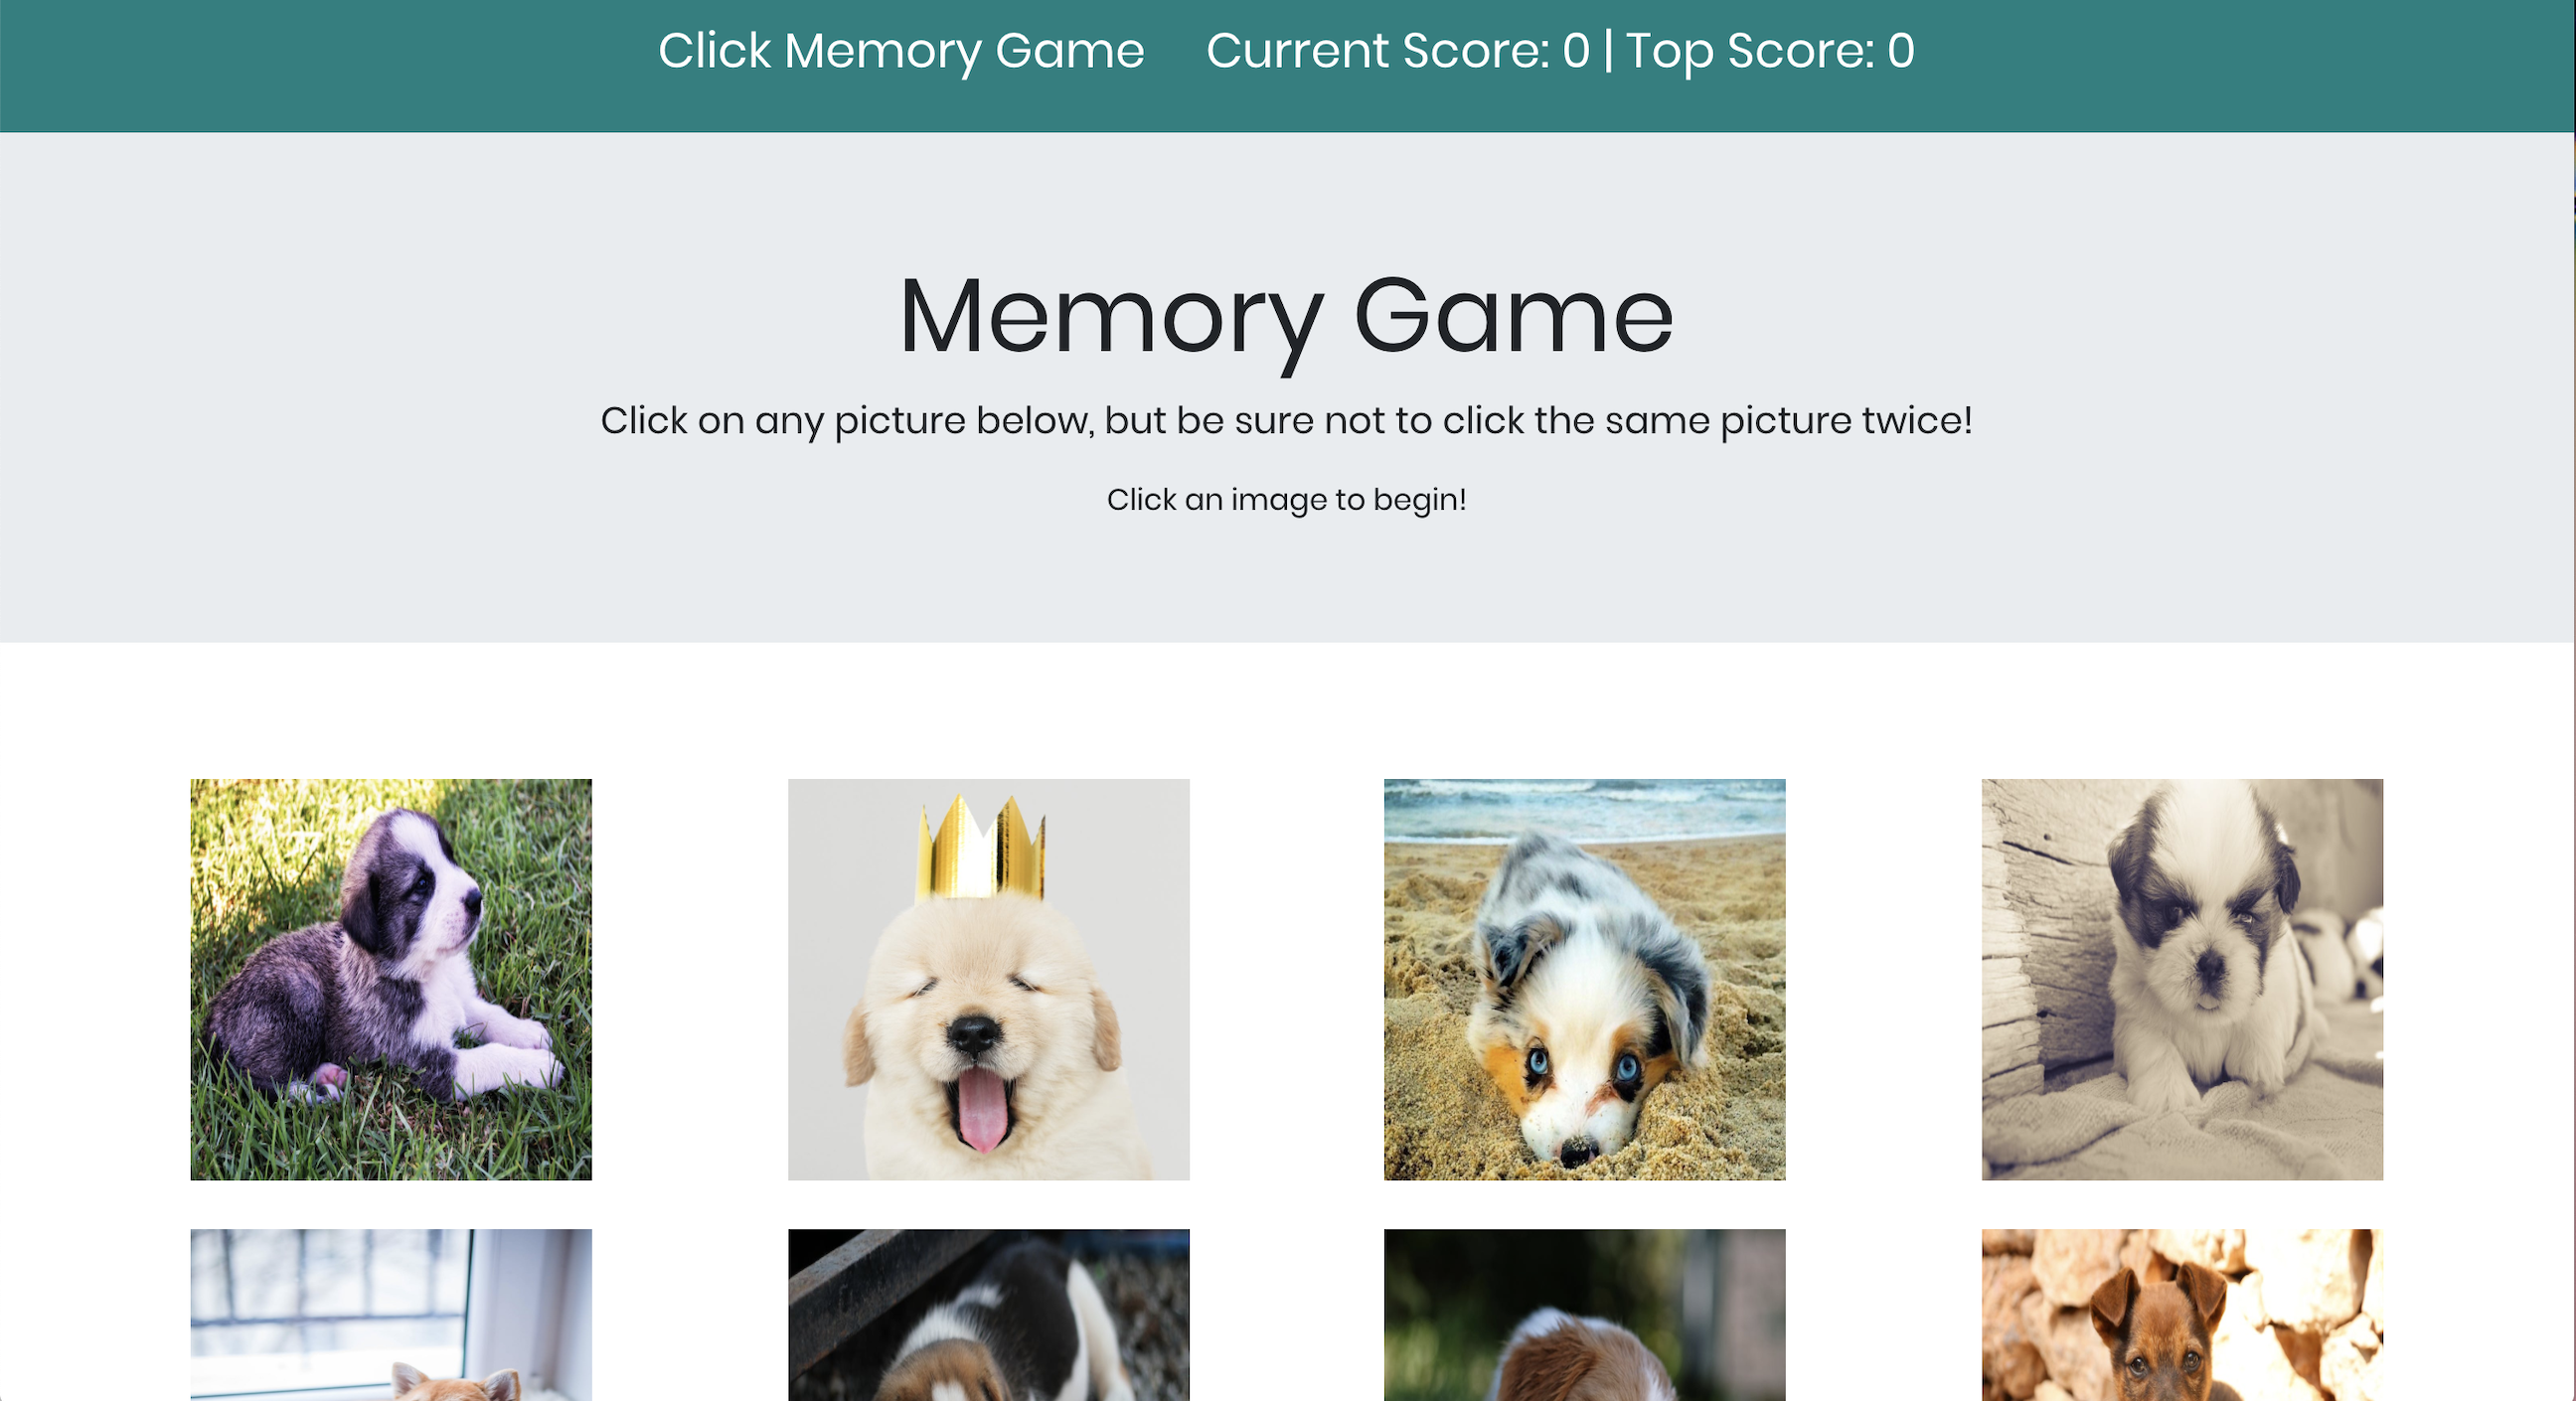 Click Memory Game Current Score: 0 | Top Score: 0
Memory Game
Click on any picture below, but be sure not to click the same picture twice!
Click an image to begin!